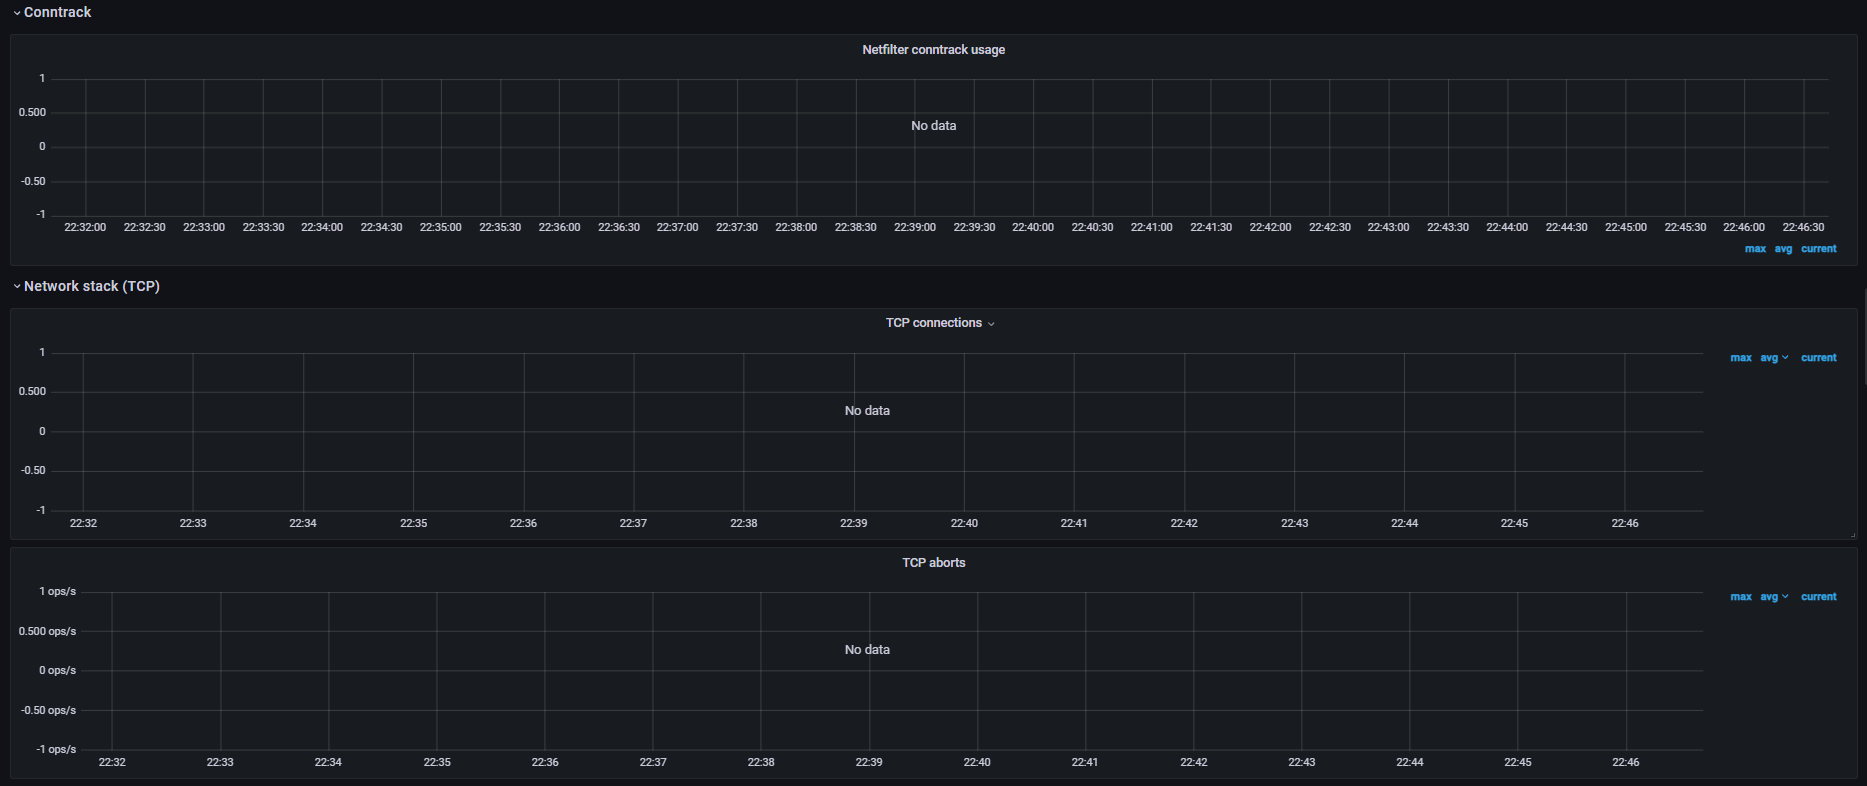 Conntrack
Netfilter conntrack usage
1
0.500
No data
0
-0.50
-1
22:32:00 22:32:30 22:33:00 22:33:30 22:34:00 22:34:30 22:35:00 22:35:30 22:36:00 22:36:30 22:37:00 22:37:30 22:38:00 22:38:30 22:39:00 22:39:30 22:40:00 22:40:30 22:41:00 22:41:30 22:42:00 22:42:30 22:43:00 22:43:30 22:44:00 22:44:30 22:45:00 22:45:30 22:46:00 22:46:30
max avg current
Network stack (TCP)
TCP connections
1
max avg current
0.500
No data
0
-0.50
-1
22:32 22:33 22:34 22:35 22:36 22:37 22:38 22:39 22:40 22:41 22:42 22:43 22:44 22:45 22:46
TCP aborts
1 ops/s
max avg current
0.500 ops/s
No data
0 ops/s
-0.50 ops/s
-1 ops/s
22:32 22:33 22:34 22:35 22:36 22:37 22:38 22:39 22:40 22:41 22:42 22:43 22:44 22:45 22:46